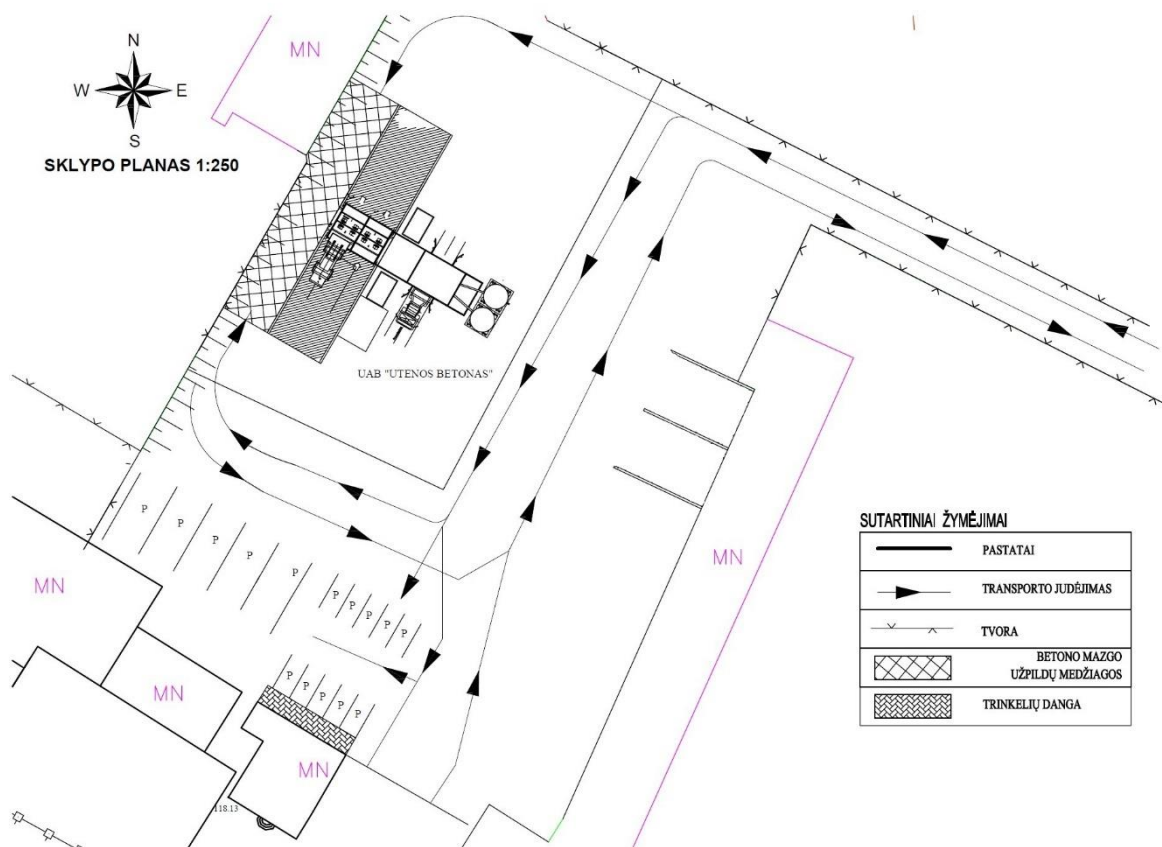 MN
N
W E
S
SKLYPO PLANAS 1:250
UAB "UTENOS BETONAS"
P
P
P
P
P
P P P P P
P P P P P
MN
MN
MN
MN
118.13
SUTARTINIAI ŽYMĖJIMAI
PASTATAI
TRANSPORTO JUDĖJIMAS
TVORA
BETONO MAZGO
UŽPILDŲ MEDŽIAGOS
TRINKELIŲ DANGA